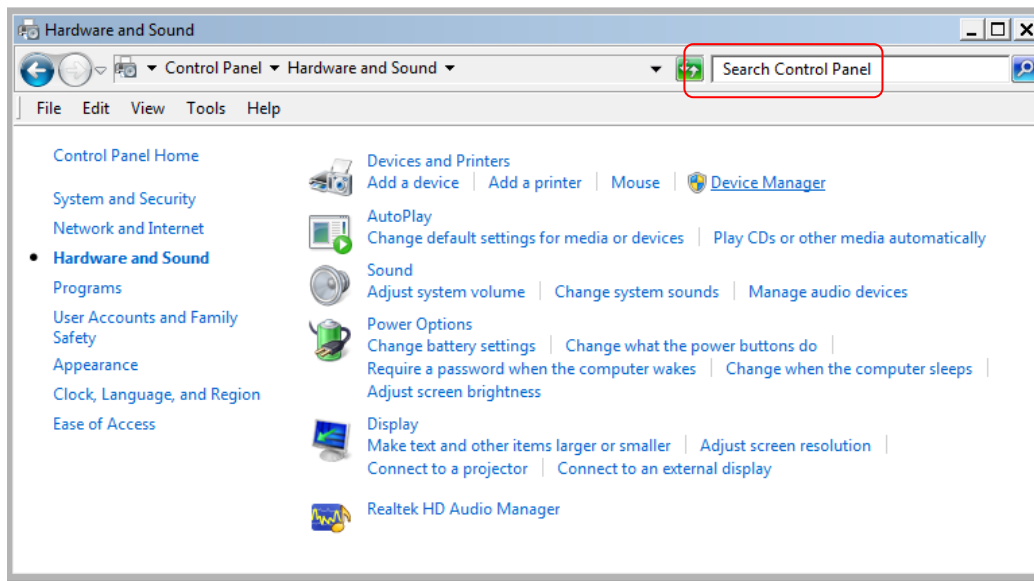 Hardware and Sound
Control Panel Hardware and Sound Search Control Panel
File Edit View Tools Help
Control Panel Home
System and Security
Network and Internet
Hardware and Sound
Programs
User Accounts and Family
Safety
Appearance
Clock, Language, and Region
Ease of Access
Devices and Printers
Add a device Add a printer Mouse Device Manager
AutoPlay
Change default settings for media or devices Play CDs or other media automatically
Sound
Adjust system volume Change system sounds Manage audio devices
Power Options
Change battery settings Change what the power buttons do
Require a password when the computer wakes Change when the computer sleeps
Adjust screen brightness
Display
Make text and other items larger or smaller Adjust screen resolution
Connect to a projector Connect to an external display
Realtek HD Audio Manager